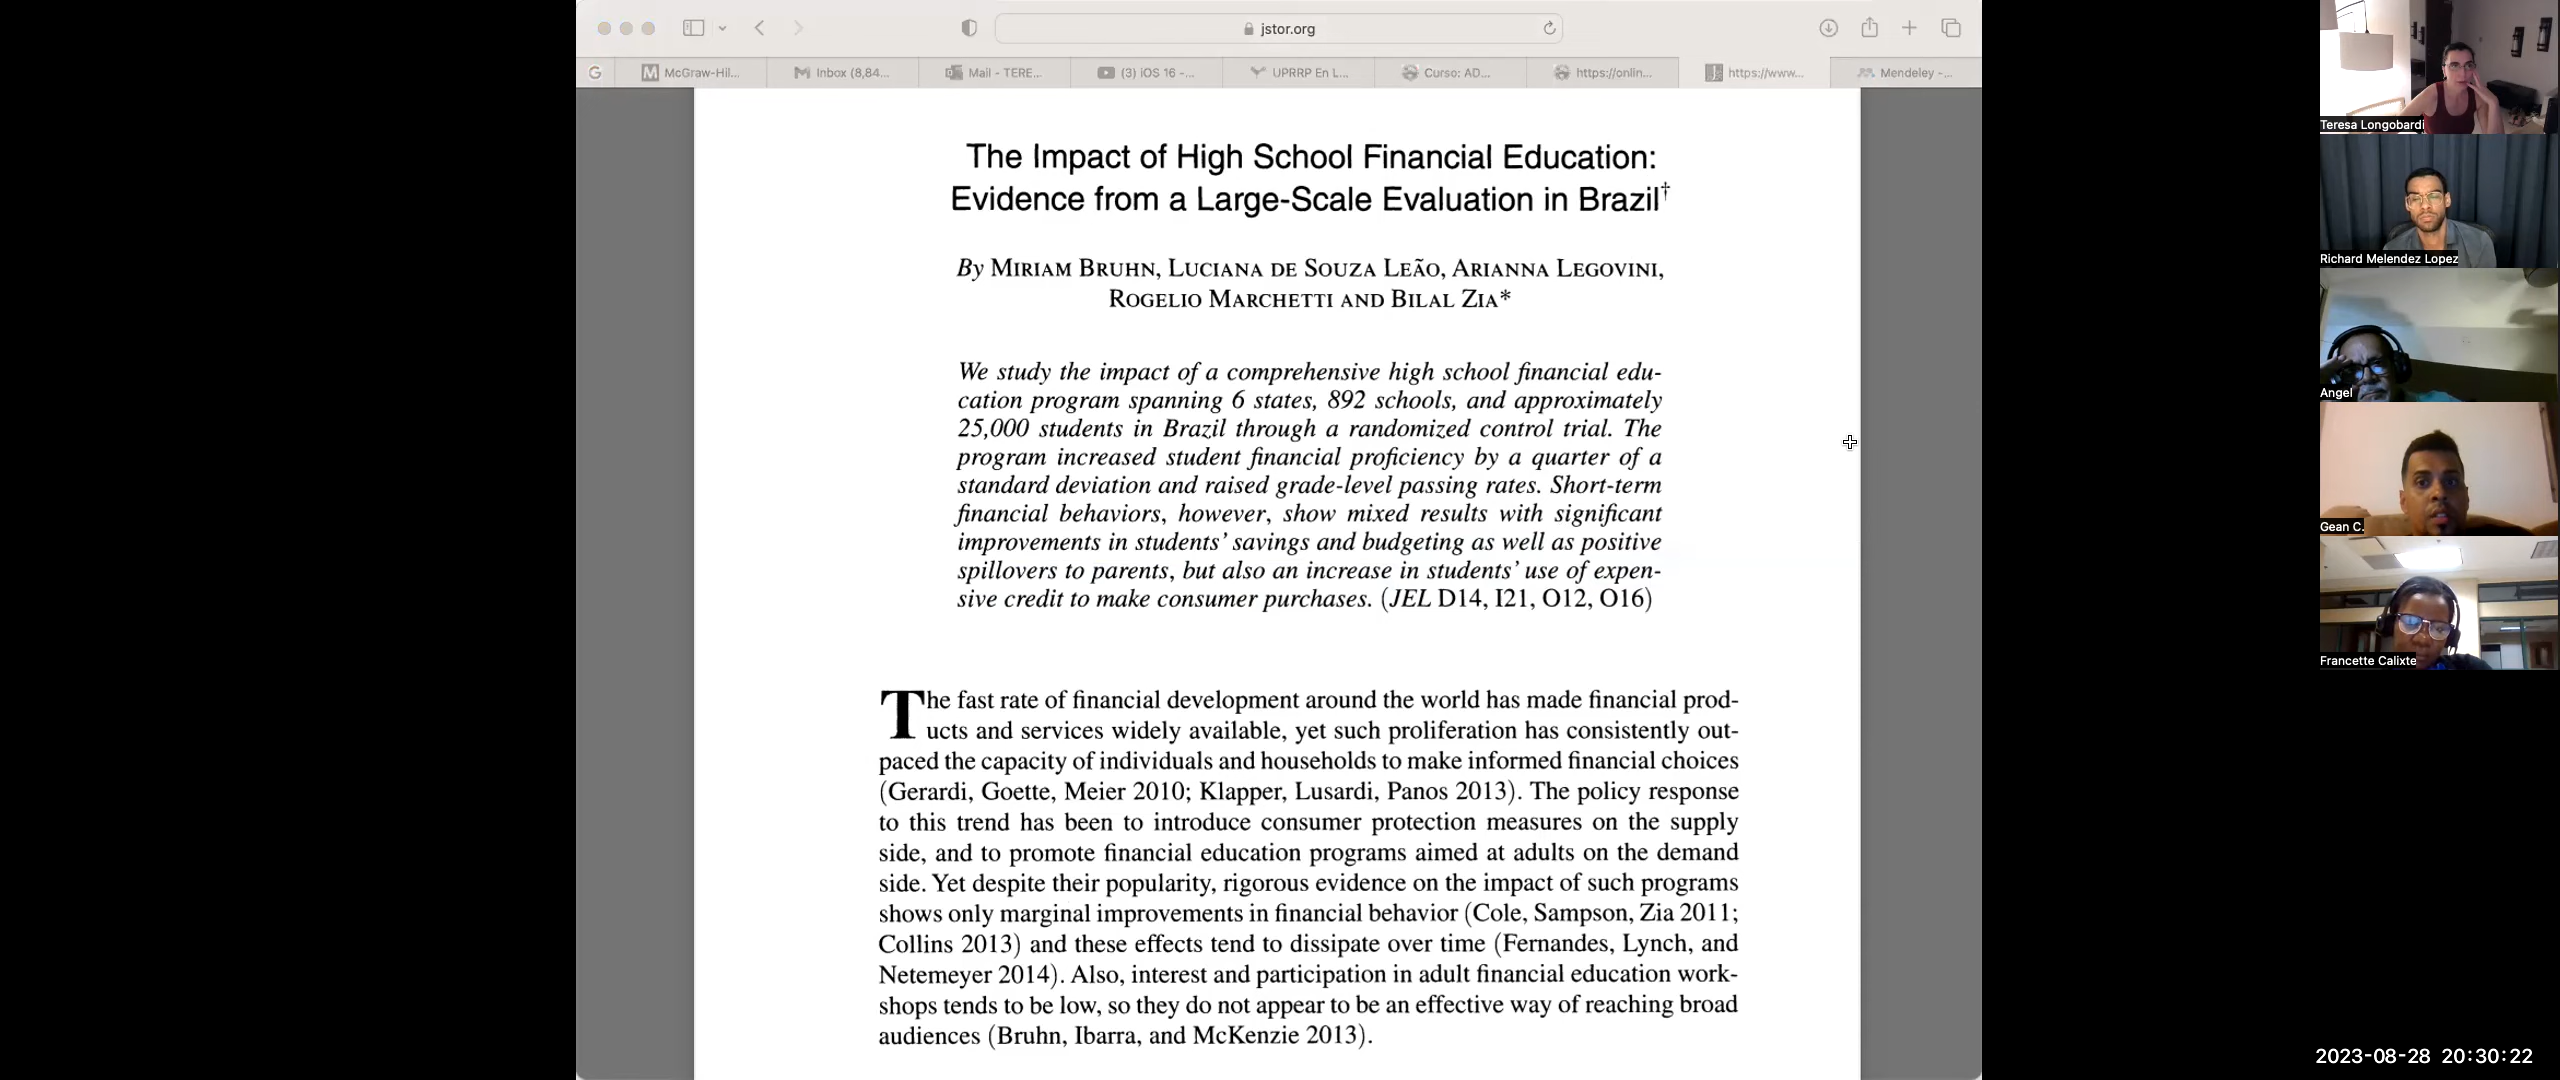 jstor.org
G
McGraw-Hil...
Inbox (8,84...
Mail - TERE...
(3) iOS 16 -...
UPRRP En L...
Curso: AD...
https://onlin...
https://www...
Mendeley -...
The Impact of High School Financial Education:
Evidence from a Large-Scale Evaluation in Brazil†
By MIRIAM BRUHN, LUCIANA DE SOUZA LEÃO, ARIANNA LEGOVINI,
ROGELIO MARCHETTI AND BILAL ZIA*
We study the impact of a comprehensive high school financial edu-
cation program spanning 6 states, 892 schools, and approximately
25,000 students in Brazil through a randomized control trial. The
program increased student financial proficiency by a quarter of a
standard deviation and raised grade-level passing rates. Short-term
financial behaviors, however, show mixed results with significant
improvements in students' savings and budgeting as well as positive
spillovers to parents, but also an increase in students' use of expen-
sive credit to make consumer purchases. (JEL D14, I21, O12, O16)
The fast rate of financial development around the world has made financial prod-
ucts and services widely available, yet such proliferation has consistently out-
paced the capacity of individuals and households to make informed financial choices
(Gerardi, Goette, Meier 2010; Klapper, Lusardi, Panos 2013). The policy response
to this trend has been to introduce consumer protection measures on the supply
side, and to promote financial education programs aimed at adults on the demand
side. Yet despite their popularity, rigorous evidence on the impact of such programs
shows only marginal improvements in financial behavior (Cole, Sampson, Zia 2011;
Collins 2013) and these effects tend to dissipate over time (Fernandes, Lynch, and
Netemeyer 2014). Also, interest and participation in adult financial education work-
shops tends to be low, so they do not appear to be an effective way of reaching broad
audiences (Bruhn, Ibarra, and McKenzie 2013).
Teresa Longobardi
Richard Melendez Lopez
Angel
Gean C.
Francette Calixte
2023-08-28 20:30:22